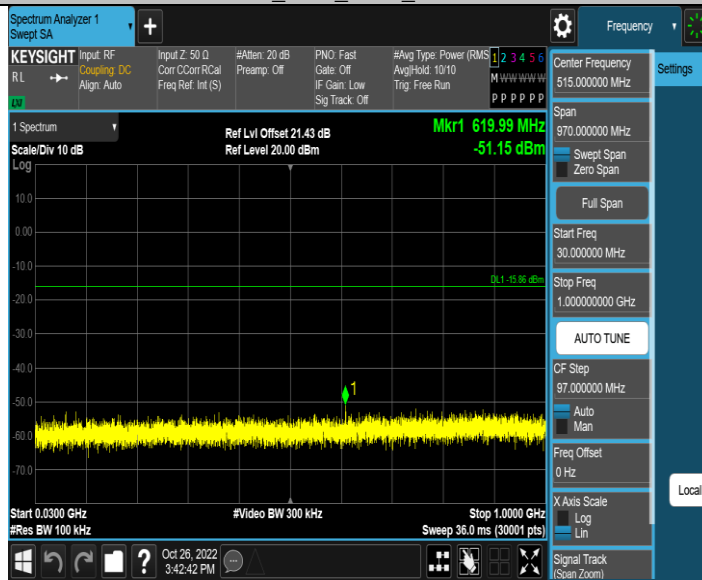 Spectrum Analyzer 1
Swept SA
Frequency
KEYSIGHT
RL
LXI
Input: RF
Coupling: DC
Align: Auto
Input Z: 50 Ω
Corr CCorr RCal
Freq Ref: Int (S)
#Atten: 20 dB
Preamp: Off
PNO: Fast
Gate: Off
IF Gain: Low
Sig Track: Off
#Avg Type: Power (RMS
Avg|Hold: 10/10
Trig: Free Run
1 2 3 4 5 6
M W W W W W
P P P P P P
1 Spectrum
Scale/Div 10 dB
Log
Ref Lvl Offset 21.43 dB
Ref Level 20.00 dBm
Mkr1 619.99 MHz
-51.15 dBm
10.0
0.00
-10.0
DL1 -15.86 dBm
-20.0
-30.0
-40.0
1
-50.0
-60.0
-70.0
Start 0.0300 GHz
#Res BW 100 kHz
#Video BW 300 kHz
Stop 1.0000 GHz
Sweep 36.0 ms (30001 pts)
Oct 26, 2022
3:42:42 PM
Center Frequency
515.000000 MHz
Span
970.000000 MHz
Swept Span
Zero Span
Full Span
Start Freq
30.000000 MHz
Stop Freq
1.000000000 GHz
AUTO TUNE
CF Step
97.000000 MHz
Auto
Man
Freq Offset
0 Hz
X Axis Scale
Log
Lin
Signal Track
(Span Zoom)
Settings
Local